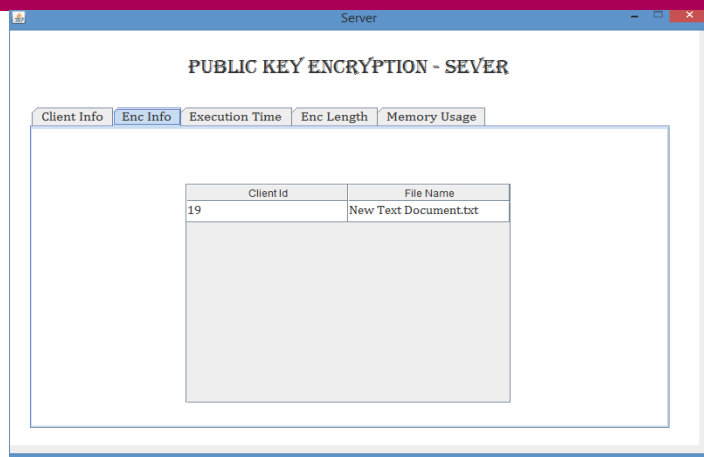 Server
PUBLIC KEY ENCRYPTION - SEVER
Client Info Enc Info Execution Time Enc Length Memory Usage
Client Id File Name
19 New Text Document.txt